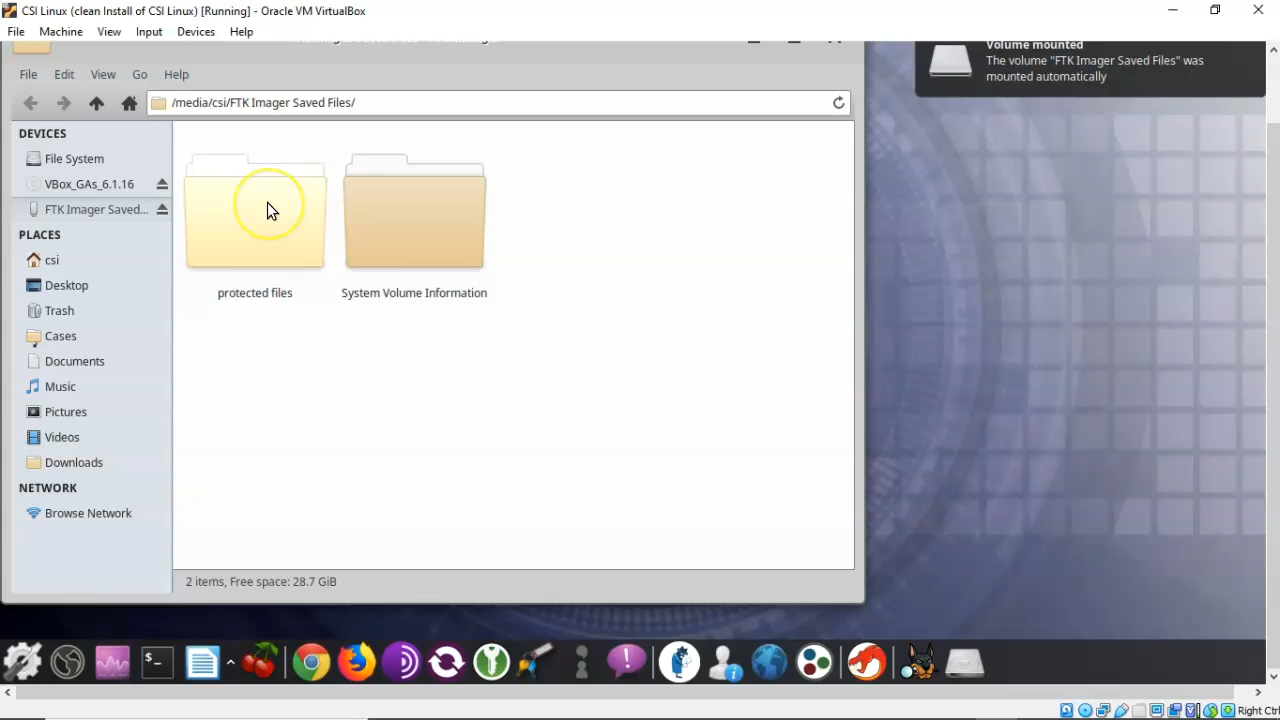 CSI Linux (clean Install of CSI Linux) [Running] - Oracle VM VirtualBox
File Machine View Input Devices Help
Volume mounted
The volume "FTK Imager Saved Files" was
mounted automatically
File Edit View Go Help
/media/csi/FTK Imager Saved Files/
DEVICES
File System
VBox_GAs_6.1.16
FTK Imager Saved...
PLACES
csi
Desktop
Trash
Cases
Documents
Music
Pictures
Videos
Downloads
NETWORK
Browse Network
protected files
System Volume Information
2 items, Free space: 28.7 GiB
$_
Right Ctrl